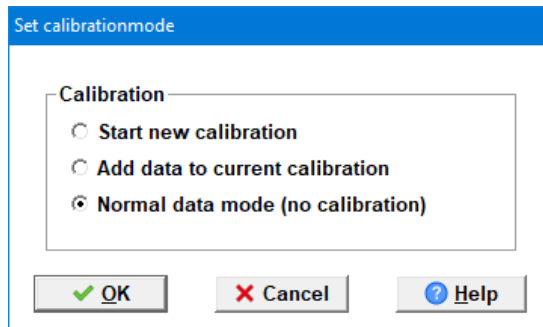 Set calibrationmode
Calibration
Start new calibration
Add data to current calibration
Normal data mode (no calibration)
OK Cancel Help